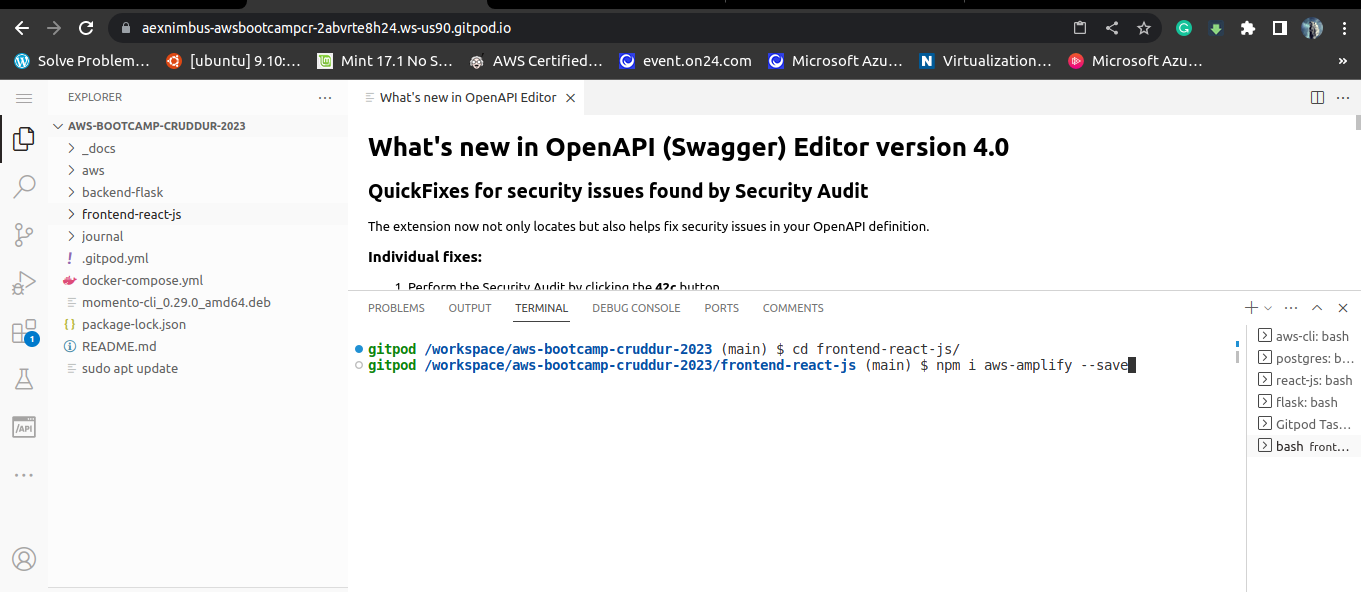 aexnimbus-awsbootcampcr-2abvrte8h24.ws-us90.gitpod.io
Solve Problem… [ubuntu] 9.10:… Mint 17.1 No S… AWS Certified… event.on24.com Microsoft Azu… Virtualization… Microsoft Azu… »
EXPLORER
AWS-BOOTCAMP-CRUDDUR-2023
_docs
aws
backend-flask
frontend-react-js
journal
.gitpod.yml
docker-compose.yml
momento-cli_0.29.0_amd64.deb
package-lock.json
README.md
sudo apt update
1
/API
What's new in OpenAPI Editor
What's new in OpenAPI (Swagger) Editor version 4.0
QuickFixes for security issues found by Security Audit
The extension now not only locates but also helps fix security issues in your OpenAPI definition.
Individual fixes:
1. Perform the Security Audit by clicking the 42c button
PROBLEMS OUTPUT TERMINAL DEBUG CONSOLE PORTS COMMENTS
gitpod /workspace/aws-bootcamp-cruddur-2023 (main) $ cd frontend-react-js/
gitpod /workspace/aws-bootcamp-cruddur-2023/frontend-react-js (main) $ npm i aws-amplify --save
aws-cli: bash
postgres: b…
react-js: bash
flask: bash
Gitpod Tas…
bash front…